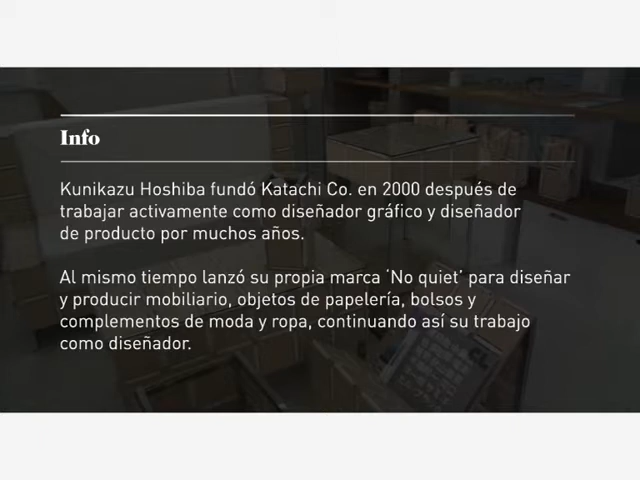 Info
Kunikazu Hoshiba fundó Katachi Co. en 2000 después de
trabajar activamente como diseñador gráfico y diseñador
de producto por muchos años.
Al mismo tiempo lanzó su propia marca ‘No quiet’ para diseñar
y producir mobiliario, objetos de papelería, bolsos y
complementos de moda y ropa, continuando así su trabajo
como diseñador.